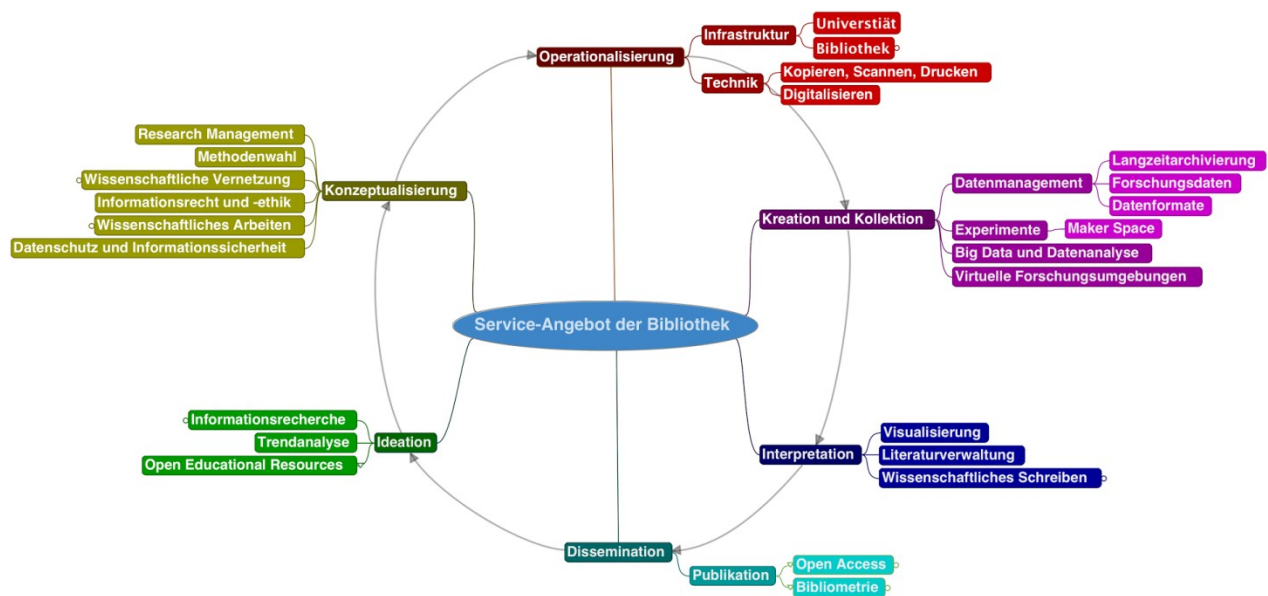 Operationalisierung
Infrastruktur
Universtiät
Bibliothek
Technik
Kopieren, Scannen, Drucken
Digitalisieren
Konzeptualisierung
Research Management
Methodenwahl
Wissenschaftliche Vernetzung
Informationsrecht und -ethik
Wissenschaftliches Arbeiten
Datenschutz und Informationssicherheit
Kreation und Kollektion
Datenmanagement
Langzeitarchivierung
Forschungsdaten
Datenformate
Experimente
Maker Space
Big Data und Datenanalyse
Virtuelle Forschungsumgebungen
Service-Angebot der Bibliothek
Ideation
Informationsrecherche
Trendanalyse
Open Educational Resources
Interpretation
Visualisierung
Literaturverwaltung
Wissenschaftliches Schreiben
Dissemination
Publikation
Open Access
Bibliometrie